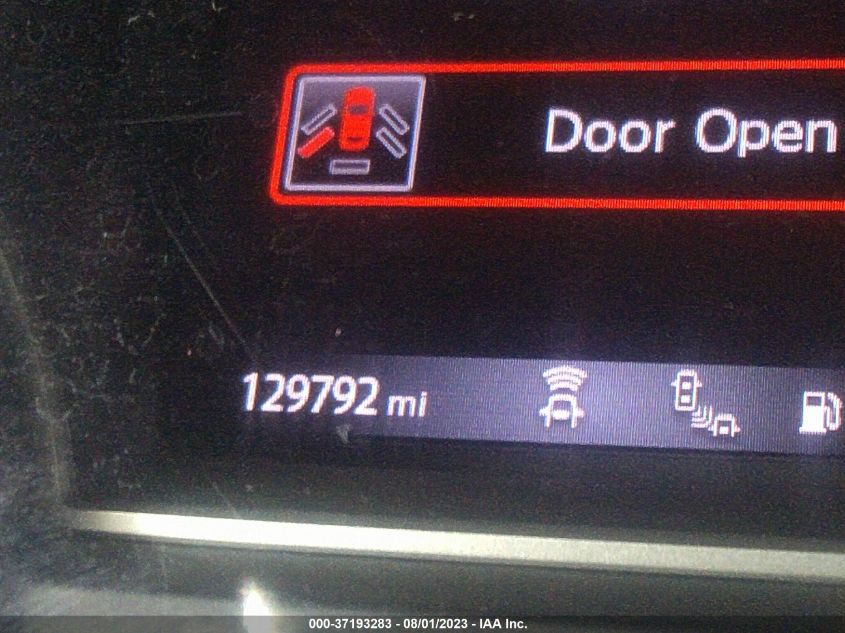 Door Open
129792 mi
000-37193283 - 08/01/2023 - IAA Inc.